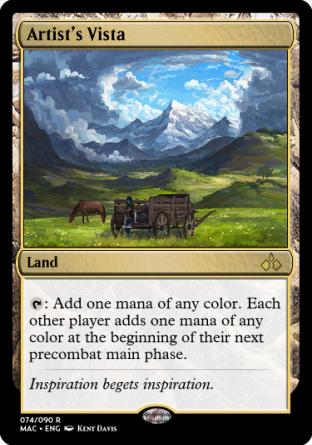 Artist's Vista
Land
: Add one mana of any color. Each
other player adds one mana of any
color at the beginning of their next
precombat main phase.
Inspiration begets inspiration.
074/090 R
MAC • ENG Kent Davis